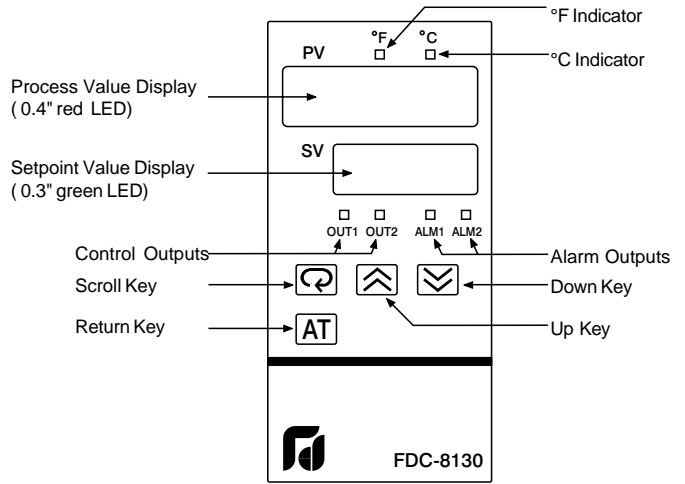 °F Indicator
°F °C
PV
°C Indicator
Process Value Display
( 0.4" red LED)
SV
Setpoint Value Display
( 0.3" green LED)
OUT1 OUT2 ALM1 ALM2
Control Outputs
Alarm Outputs
Scroll Key
Down Key
Return Key
AT
Up Key
FDC-8130